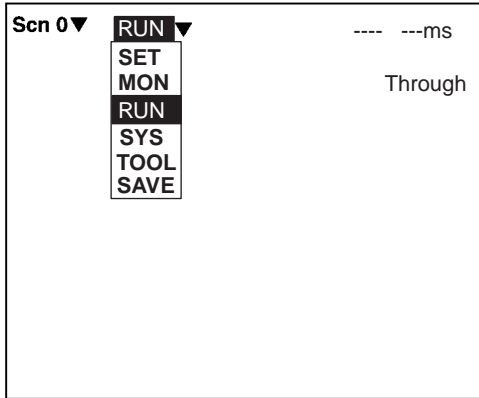 Scn 0▼ RUN ▼ ---- ---ms
SET
MON Through
RUN
SYS
TOOL
SAVE